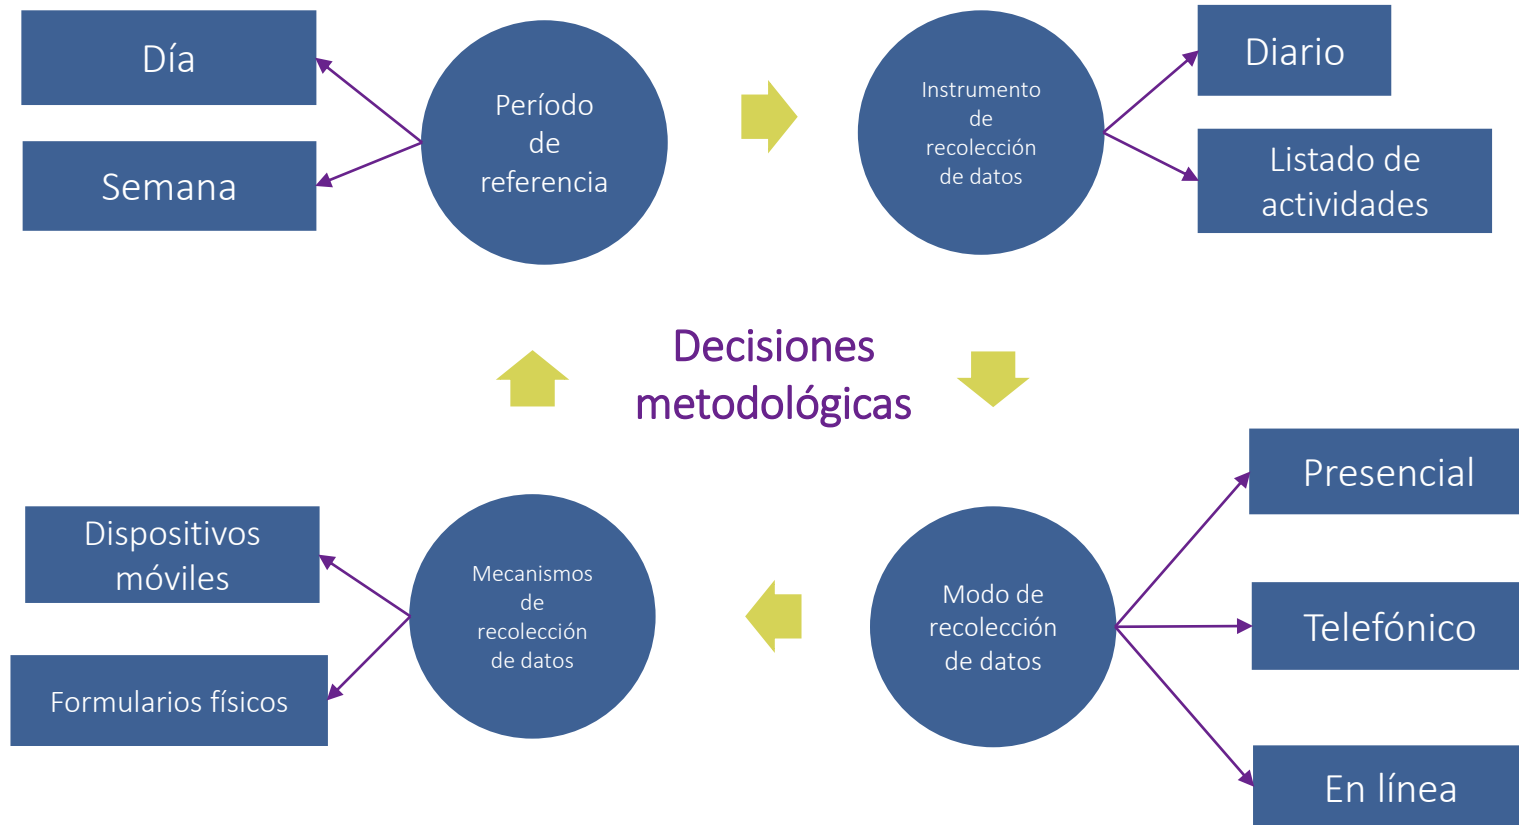 Día
Semana
Período
de
referencia
Instrumento
de
recolección
de datos
Diario
Listado de
actividades
Decisiones
metodológicas
Dispositivos
móviles
Formularios físicos
Mecanismos
de
recolección
de datos
Modo de
recolección
de datos
Presencial
Telefónico
En línea